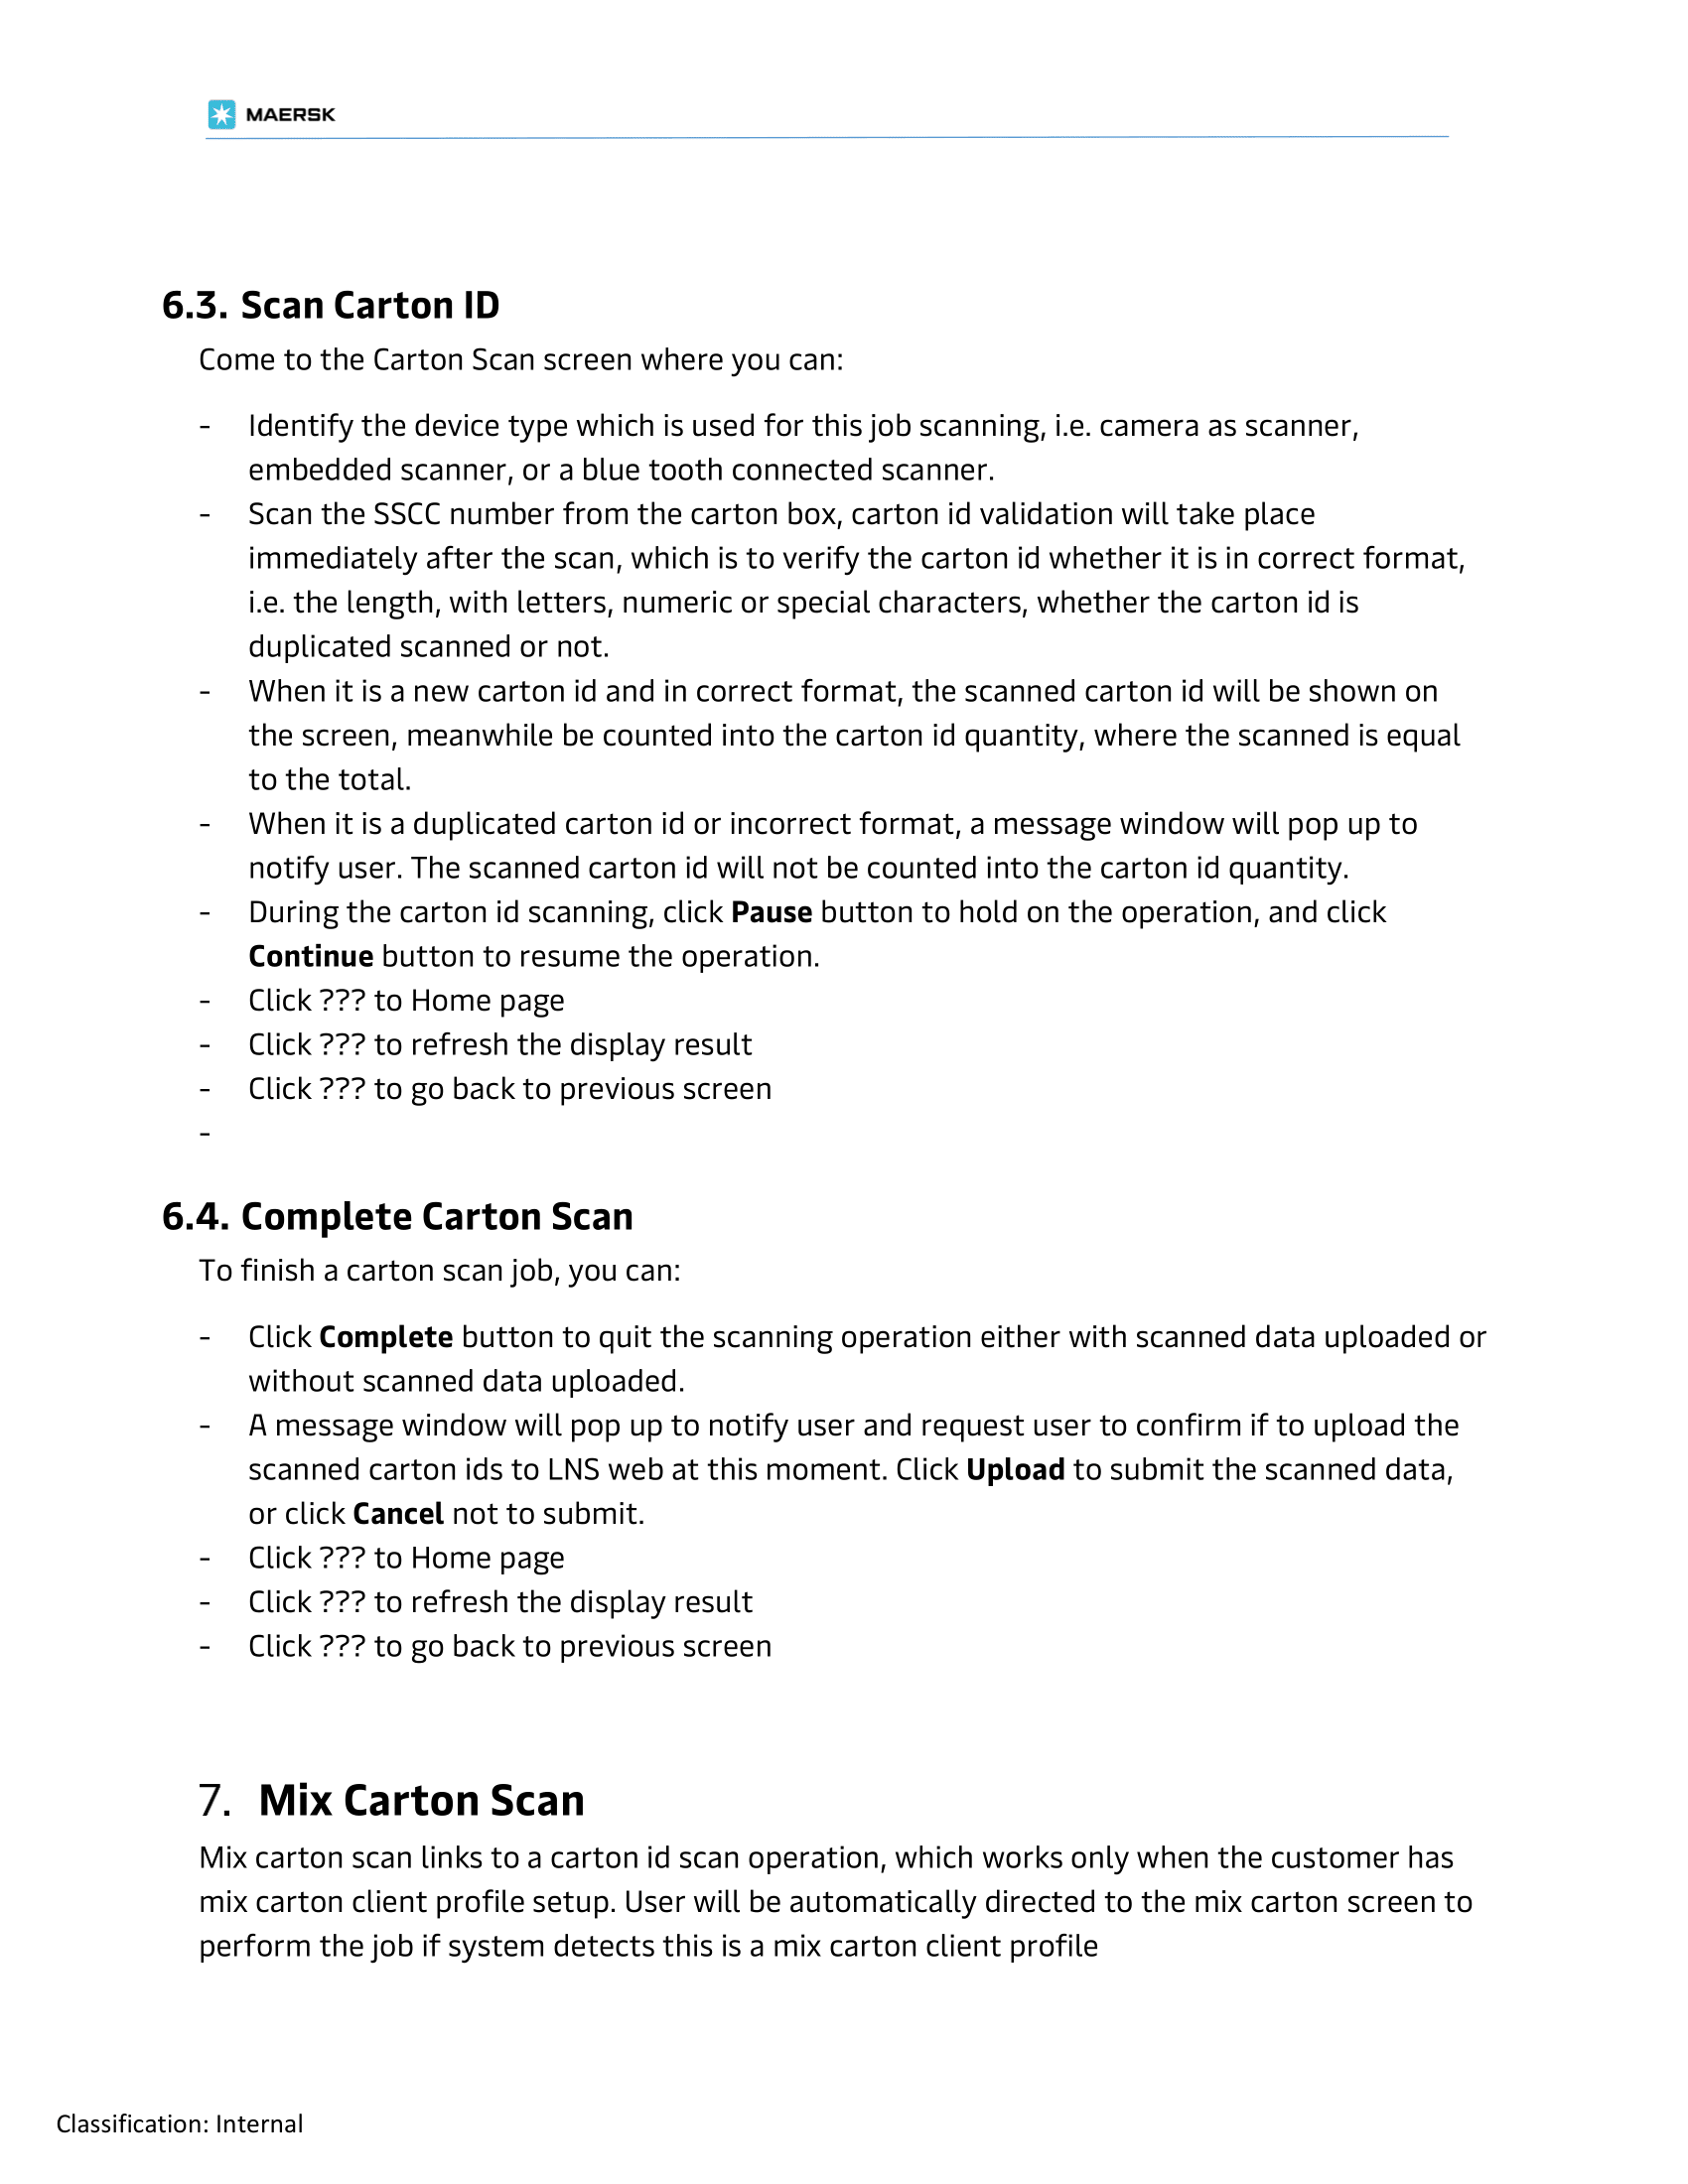 MAERSK
6.3. Scan Carton ID
Come to the Carton Scan screen where you can:
- Identify the device type which is used for this job scanning, i.e. camera as scanner,
embedded scanner, or a blue tooth connected scanner.
- Scan the SSCC number from the carton box, carton id validation will take place
immediately after the scan, which is to verify the carton id whether it is in correct format,
i.e. the length, with letters, numeric or special characters, whether the carton id is
duplicated scanned or not.
- When it is a new carton id and in correct format, the scanned carton id will be shown on
the screen, meanwhile be counted into the carton id quantity, where the scanned is equal
to the total.
- When it is a duplicated carton id or incorrect format, a message window will pop up to
notify user. The scanned carton id will not be counted into the carton id quantity.
- During the carton id scanning, click Pause button to hold on the operation, and click
Continue button to resume the operation.
- Click ??? to Home page
- Click ??? to refresh the display result
- Click ??? to go back to previous screen
-
6.4. Complete Carton Scan
To finish a carton scan job, you can:
- Click Complete button to quit the scanning operation either with scanned data uploaded or
without scanned data uploaded.
- A message window will pop up to notify user and request user to confirm if to upload the
scanned carton ids to LNS web at this moment. Click Upload to submit the scanned data,
or click Cancel not to submit.
- Click ??? to Home page
- Click ??? to refresh the display result
- Click ??? to go back to previous screen
7. Mix Carton Scan
Mix carton scan links to a carton id scan operation, which works only when the customer has
mix carton client profile setup. User will be automatically directed to the mix carton screen to
perform the job if system detects this is a mix carton client profile
Classification: Internal